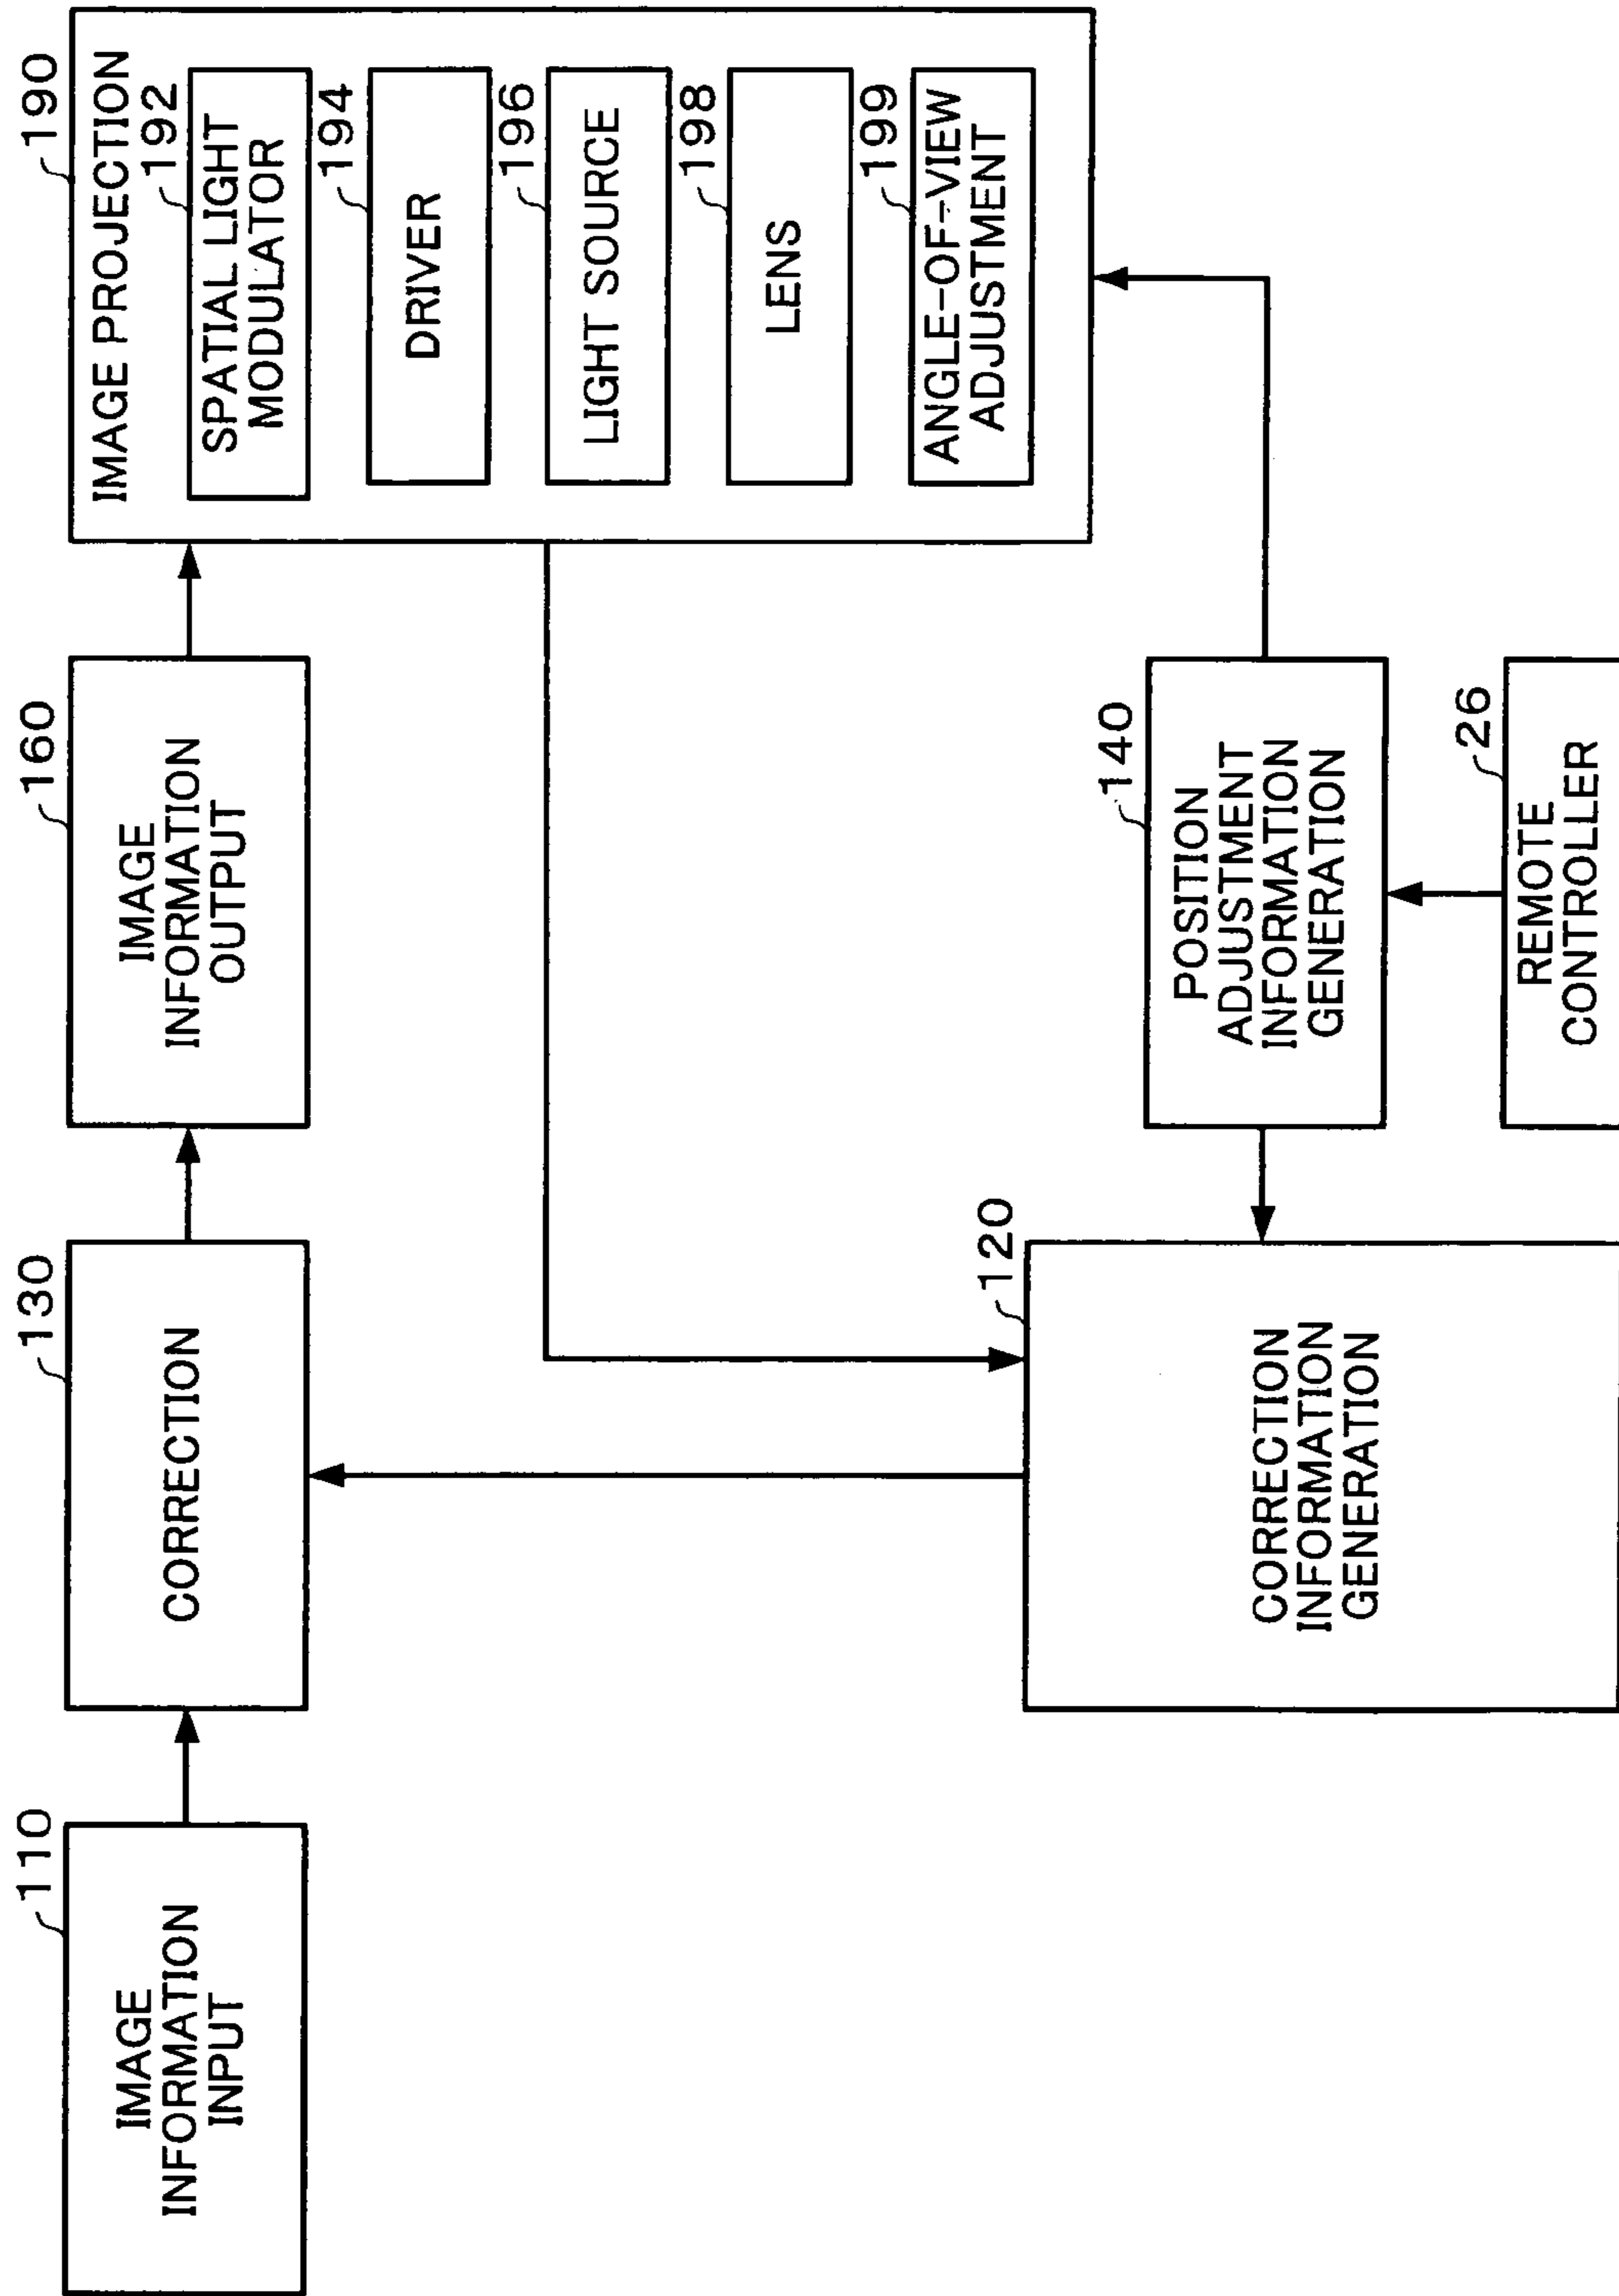 110
IMAGE
INFORMATION
INPUT
130
CORRECTION
160
IMAGE
INFORMATION
OUTPUT
190
IMAGE PROJECTION
192
SPATIAL LIGHT
MODULATOR
194
DRIVER
196
LIGHT SOURCE
198
LENS
199
ANGLE-OF-VIEW
ADJUSTMENT
120
CORRECTION
INFORMATION
GENERATION
140
POSITION
ADJUSTMENT
INFORMATION
GENERATION
26
REMOTE
CONTROLLER